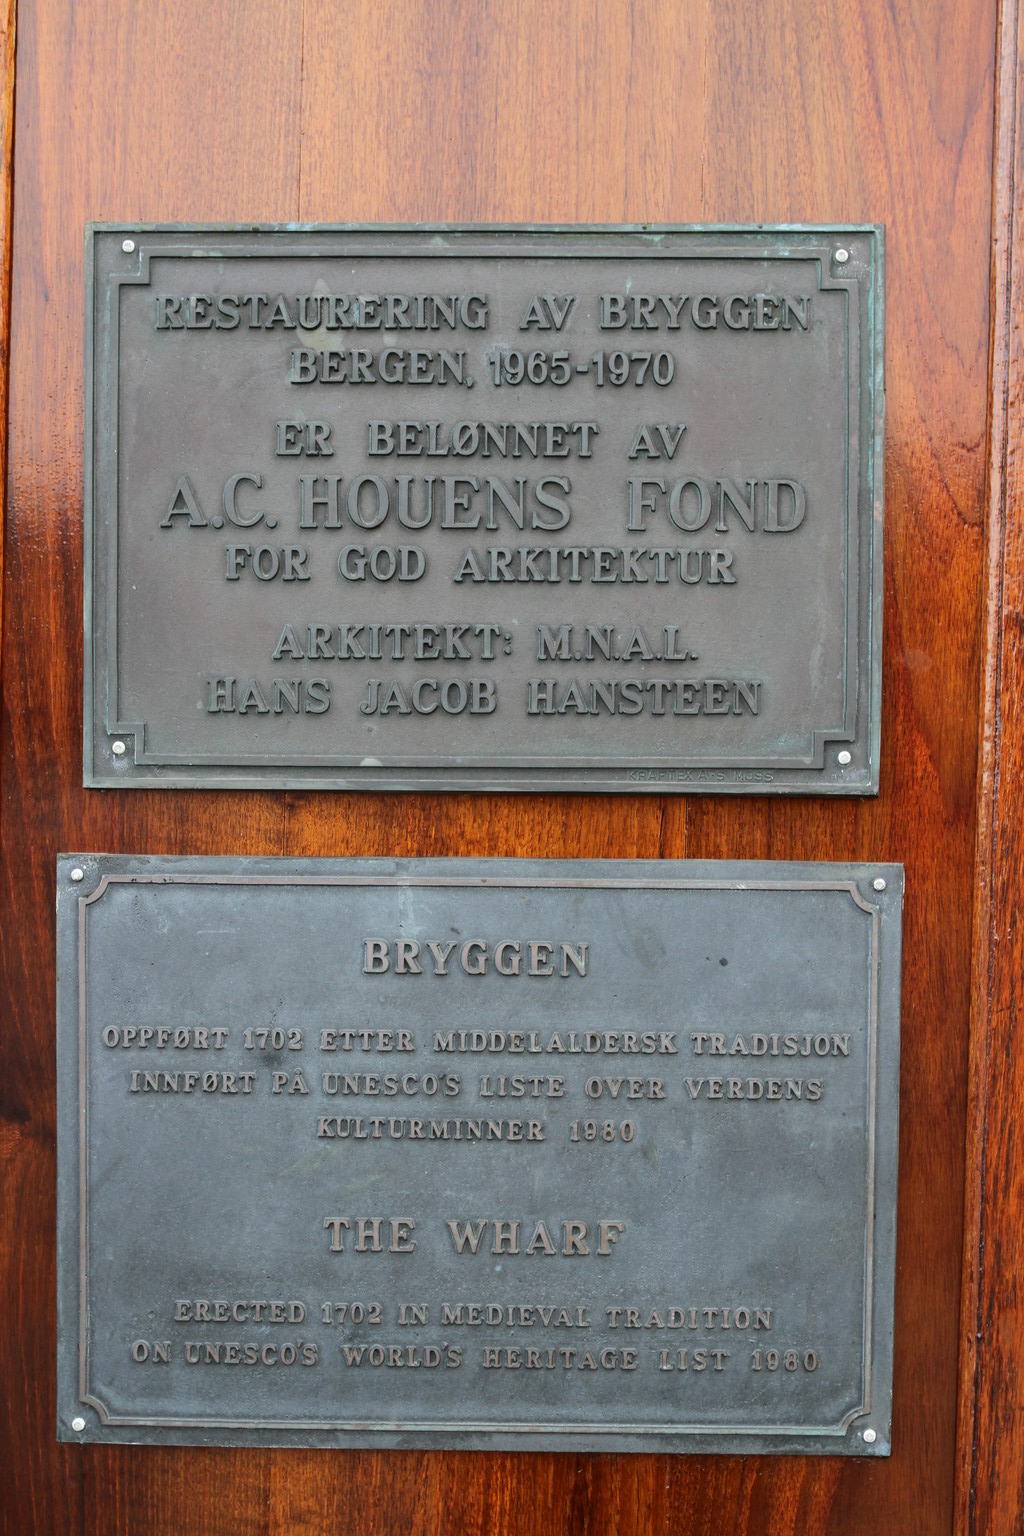 RESTAURERING AV BRYGGEN
BERGEN, 1965-1970
ER BELØNNET AV
A.C. HOUENS FOND
FOR GOD ARKITEKTUR
ARKITEKT: M.N.A.L.
HANS JACOB HANSTEEN
BRYGGEN
OPPFØRT 1702 ETTER MIDDELALDERSK TRADISJON
INNFØRT PÅ UNESCO'S LISTE OVER VERDENS
KULTURMINNER 1980
THE WHARF
ERECTED 1702 IN MEDIEVAL TRADITION
ON UNESCO'S WORLD'S HERITAGE LIST 1980